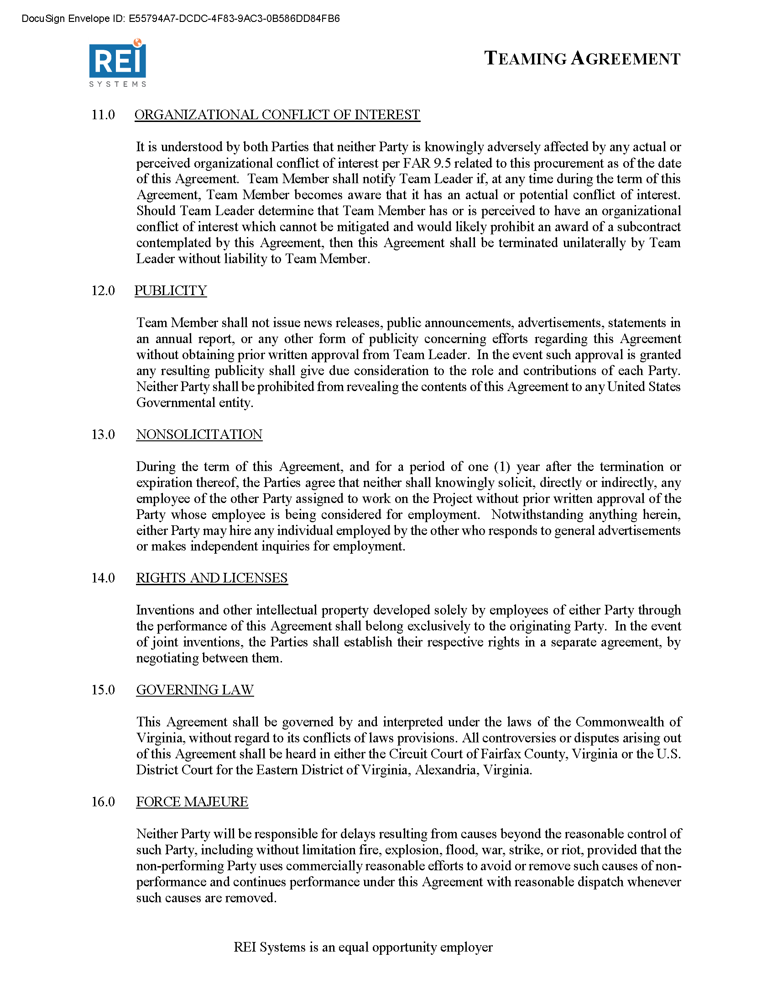 DocuSign Envelope ID: E55794A7-DCDC-4F83-9AC3-0B586DD84FB6
REI
SYSTEMS
TEAMING AGREEMENT
11.0 ORGANIZATIONAL CONFLICT OF INTEREST
It is understood by both Parties that neither Party is knowingly adversely affected by any actual or
perceived organizational conflict of interest per FAR 9.5 related to this procurement as of the date
of this Agreement. Team Member shall notify Team Leader if, at any time during the term of this
Agreement, Team Member becomes aware that it has an actual or potential conflict of interest.
Should Team Leader determine that Team Member has or is perceived to have an organizational
conflict of interest which cannot be mitigated and would likely prohibit an award of a subcontract
contemplated by this Agreement, then this Agreement shall be terminated unilaterally by Team
Leader without liability to Team Member.
12.0 PUBLICITY
Team Member shall not issue news releases, public announcements, advertisements, statements in
an annual report, or any other form of publicity concerning efforts regarding this Agreement
without obtaining prior written approval from Team Leader. In the event such approval is granted
any resulting publicity shall give due consideration to the role and contributions of each Party.
Neither Party shall be prohibited from revealing the contents of this Agreement to any United States
Governmental entity.
13.0 NONSOLICITATION
During the term of this Agreement, and for a period of one (1) year after the termination or
expiration thereof, the Parties agree that neither shall knowingly solicit, directly or indirectly, any
employee of the other Party assigned to work on the Project without prior written approval of the
Party whose employee is being considered for employment. Notwithstanding anything herein,
either Party may hire any individual employed by the other who responds to general advertisements
or makes independent inquiries for employment.
14.0 RIGHTS AND LICENSES
Inventions and other intellectual property developed solely by employees of either Party through
the performance of this Agreement shall belong exclusively to the originating Party. In the event
of joint inventions, the Parties shall establish their respective rights in a separate agreement, by
negotiating between them.
15.0 GOVERNING LAW
This Agreement shall be governed by and interpreted under the laws of the Commonwealth of
Virginia, without regard to its conflicts of laws provisions. All controversies or disputes arising out
of this Agreement shall be heard in either the Circuit Court of Fairfax County, Virginia or the U.S.
District Court for the Eastern District of Virginia, Alexandria, Virginia.
16.0 FORCE MAJEURE
Neither Party will be responsible for delays resulting from causes beyond the reasonable control of
such Party, including without limitation fire, explosion, flood, war, strike, or riot, provided that the
non-performing Party uses commercially reasonable efforts to avoid or remove such causes of non-
performance and continues performance under this Agreement with reasonable dispatch whenever
such causes are removed.
REI Systems is an equal opportunity employer